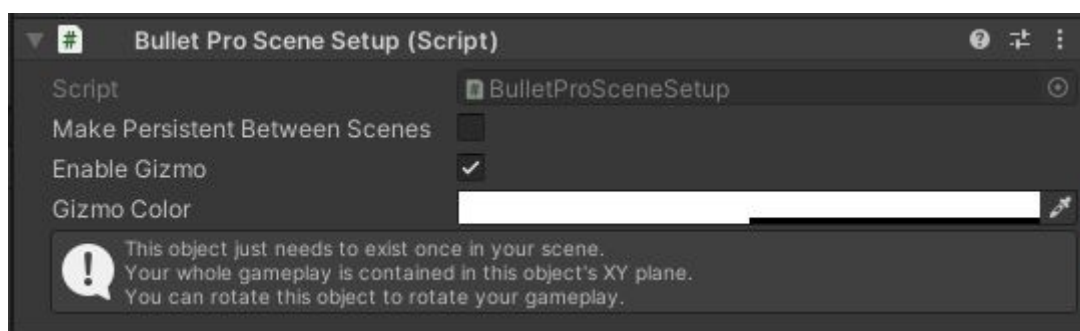 Bullet Pro Scene Setup (Script)
Script BulletProSceneSetup
Make Persistent Between Scenes
Enable Gizmo
Gizmo Color
This object just needs to exist once in your scene.
Your whole gameplay is contained in this object's XY plane.
You can rotate this object to rotate your gameplay.